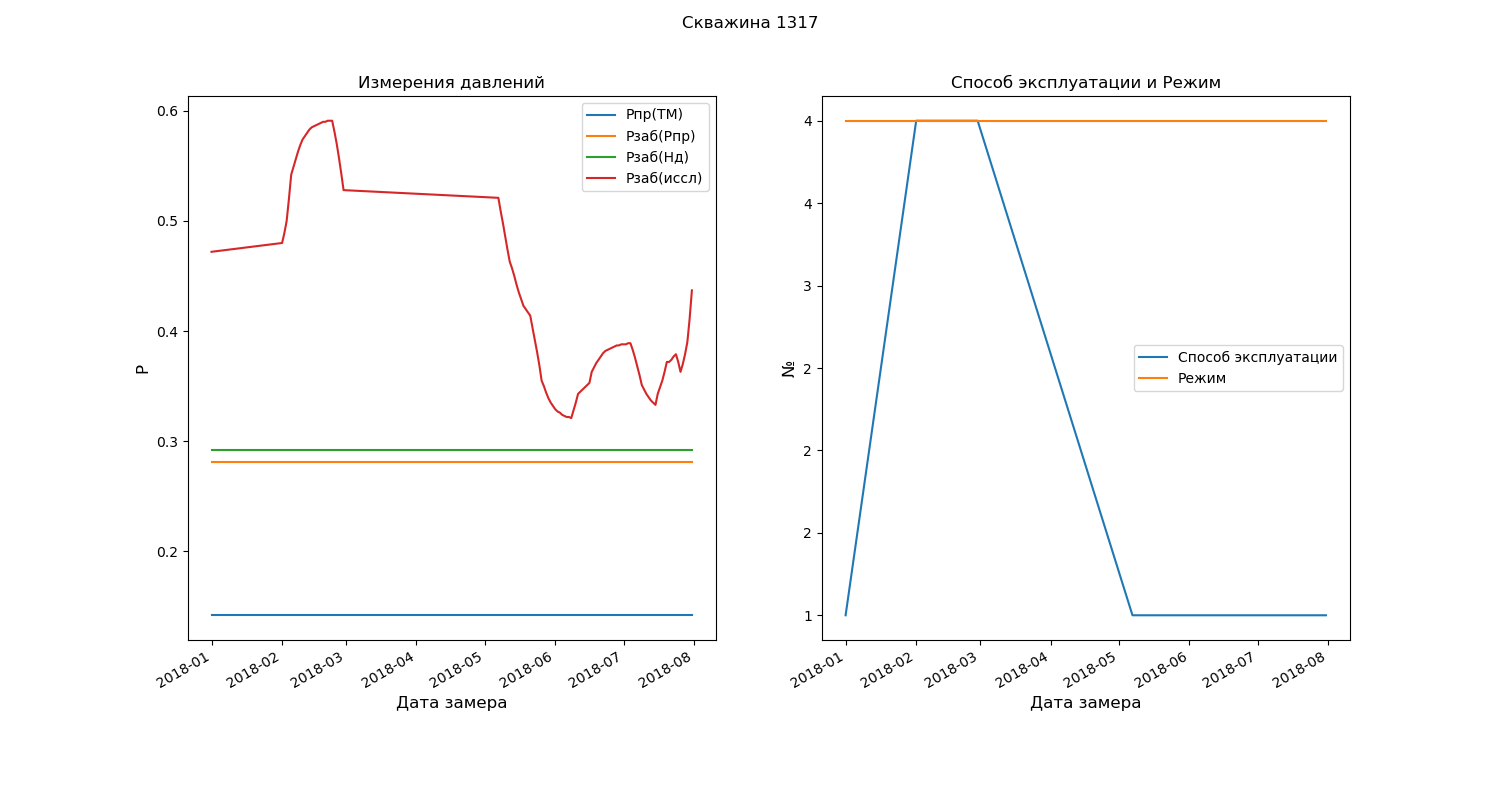 Скважина 1317
Измерения давлений
0.6
0.5
0.4
0.3
0.2
P
Рпр(ТМ)
Рзаб(Рпр)
Рзаб(Нд)
Рзаб(иссл)
2018-01
2018-02
2018-03
2018-04
2018-05
2018-06
2018-07
2018-08
Дата замера
Способ эксплуатации и Режим
4
4
3
2
2
2
1
№
Способ эксплуатации
Режим
2018-01
2018-02
2018-03
2018-04
2018-05
2018-06
2018-07
2018-08
Дата замера